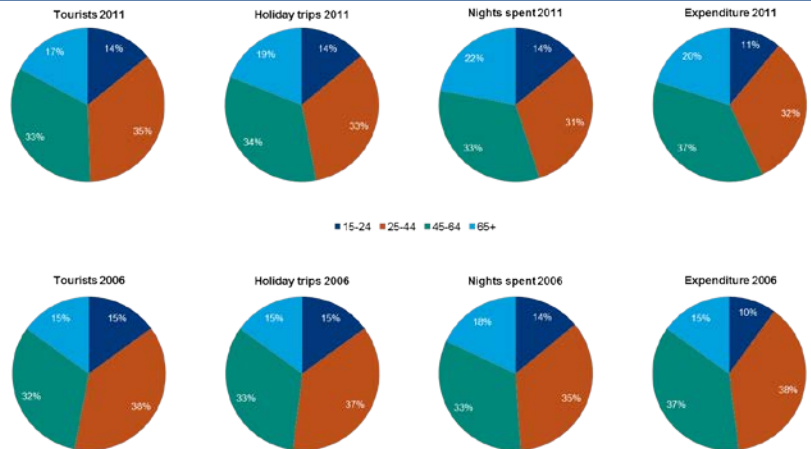 Tourists 2011 Holiday trips 2011 Nights spent 2011 Expenditure 2011
17% 14% 19% 14% 22% 14% 20% 11%
33% 35% 34% 33% 33% 31% 37% 32%
15-24 25-44 45-64 65+
Tourists 2006 Holiday trips 2006 Nights spent 2006 Expenditure 2006
15% 15% 15% 15% 18% 14% 15% 10%
32% 38% 33% 37% 33% 35% 37% 38%